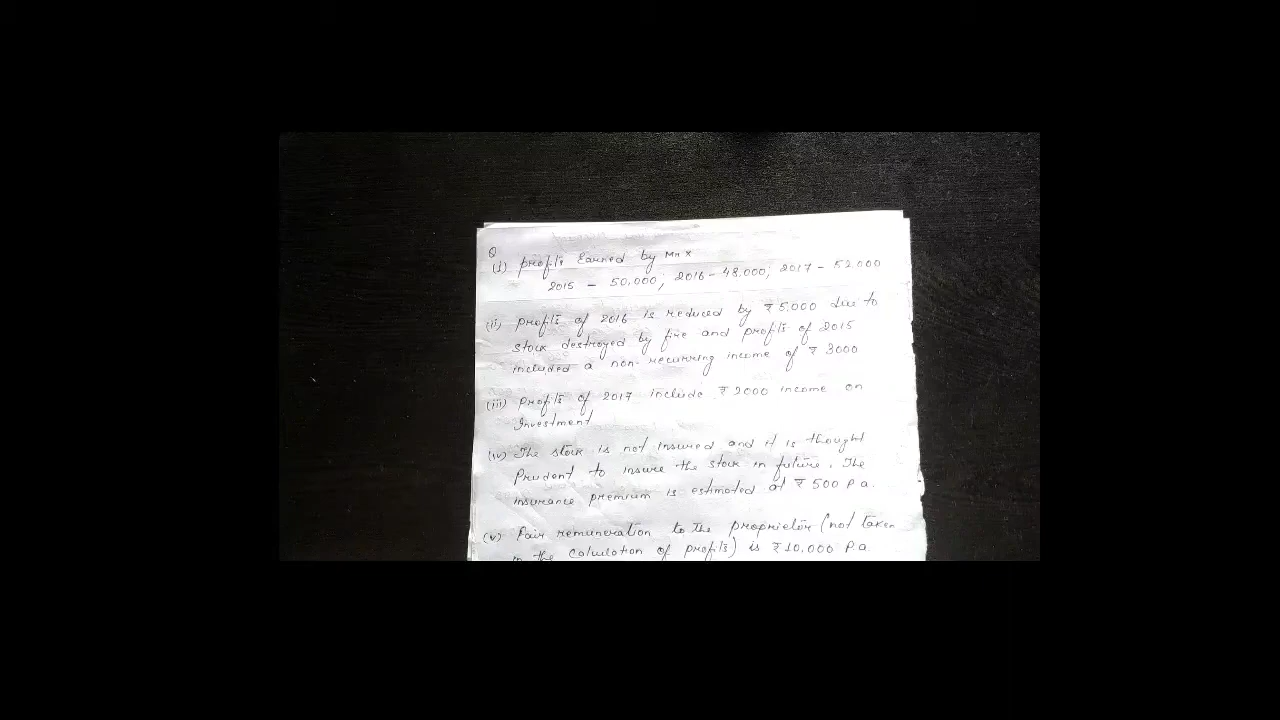 Q
(i) profits Earned by Mr X
2015 - 50,000; 2016 - 48,000; 2017 - 52,000
(ii) profits of 2016 is reduced by ₹ 5,000 due to
stock destroyed by fire and profits of 2015
included a non-recurring income of ₹ 3000
(iii) profits of 2017 include ₹ 2000 income on
Investment
(iv) The stock is not insured and it is thought
Prudent to insure the stock in future. The
insurance premium is estimated at ₹ 500 P a.
(v) Fair remuneration to the proprietor (not taken
in the calculation of profits) is ₹ 10,000 P.a